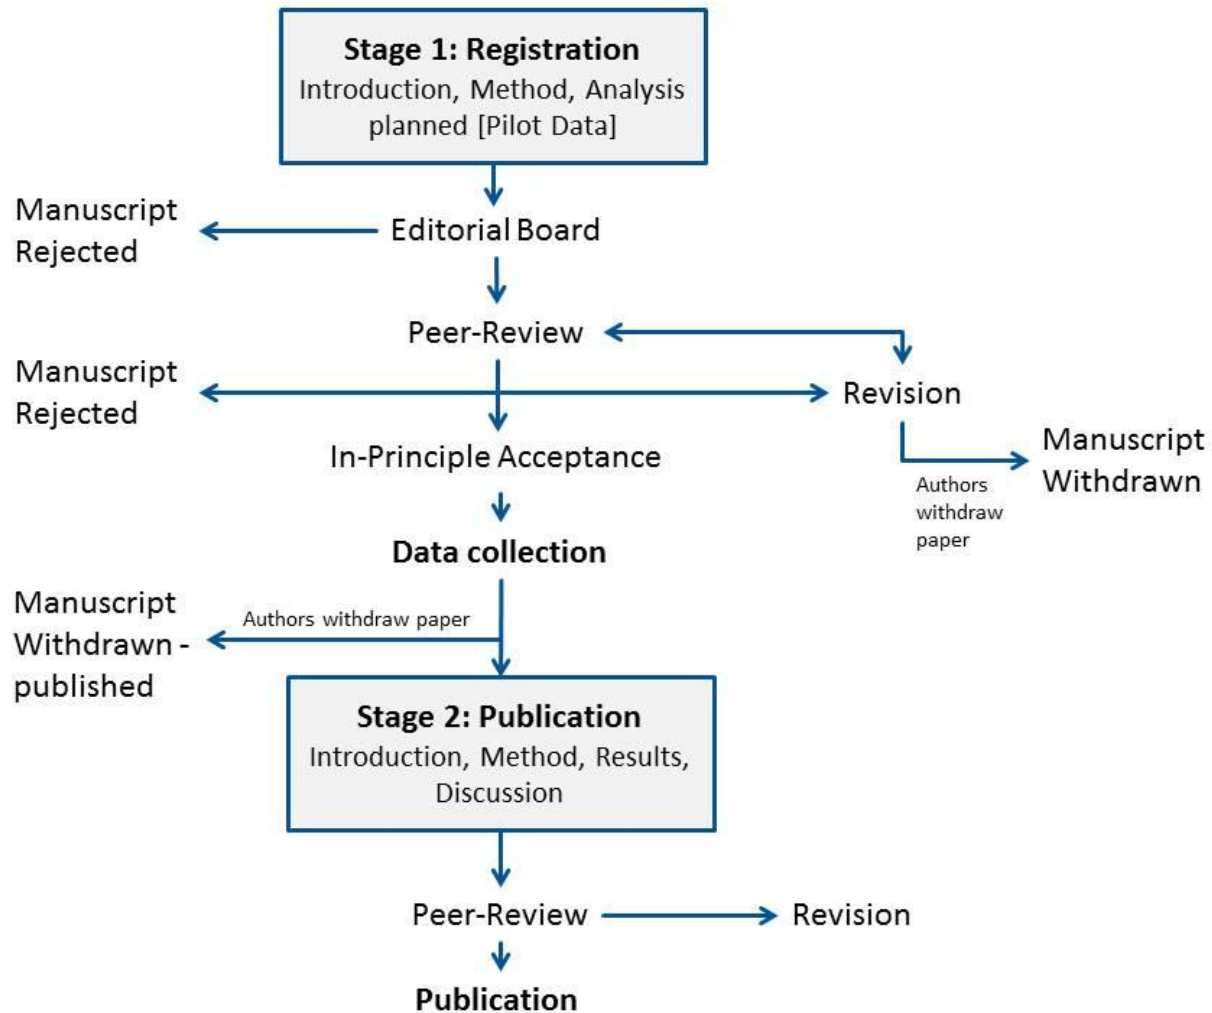 Stage 1: Registration
Introduction, Method, Analysis
planned [Pilot Data]
Manuscript
Rejected
Editorial Board
Peer-Review
Manuscript
Rejected
Revision
In-Principle Acceptance
Manuscript
Withdrawn
Authors
withdraw
paper
Data collection
Manuscript
Withdrawn -
published
Authors withdraw paper
Stage 2: Publication
Introduction, Method, Results,
Discussion
Peer-Review
Revision
Publication